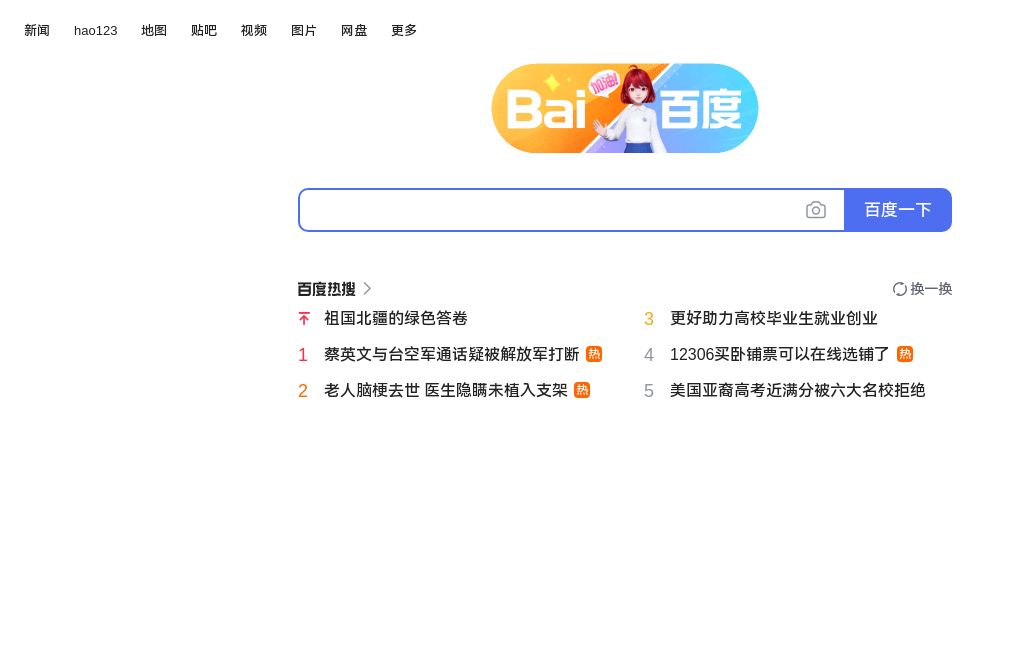 新闻 hao123 地图 贴吧 视频 图片 网盘 更多
加油!
Bai 百度
百度一下
百度热搜
换一换
祖国北疆的绿色答卷
1 蔡英文与台空军通话疑被解放军打断 热
2 老人脑梗去世 医生隐瞒未植入支架 热
3 更好助力高校毕业生就业创业
4 12306买卧铺票可以在线选铺了 热
5 美国亚裔高考近满分被六大名校拒绝